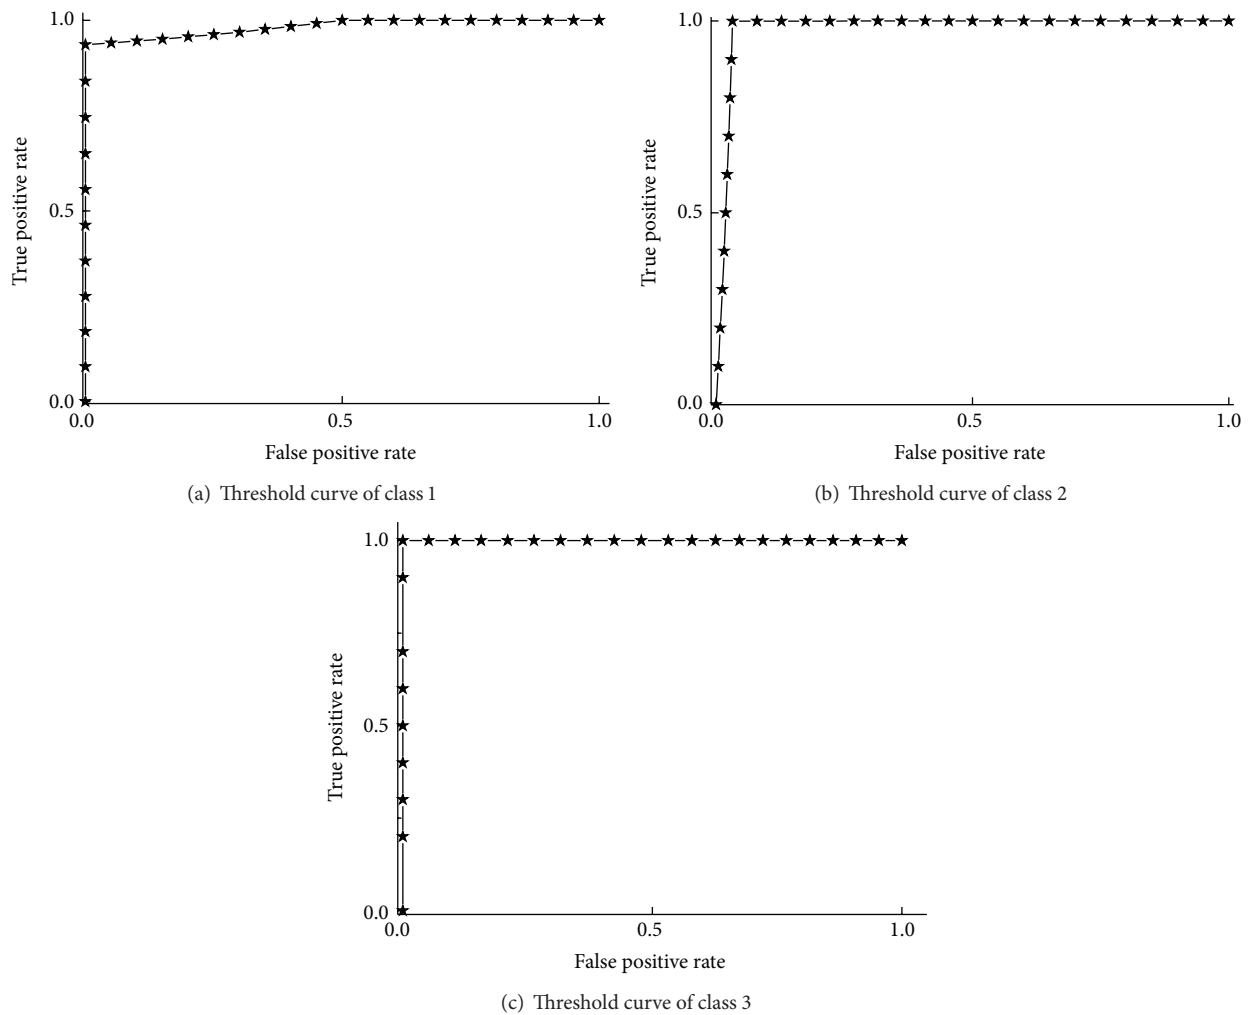 1.0
0.5
0.0
0.0
0.5
1.0
True positive rate
False positive rate
(a) Threshold curve of class 1
1.0
0.5
0.0
0.0
0.5
1.0
True positive rate
False positive rate
(b) Threshold curve of class 2
1.0
0.5
0.0
0.0
0.5
1.0
True positive rate
False positive rate
(c) Threshold curve of class 3